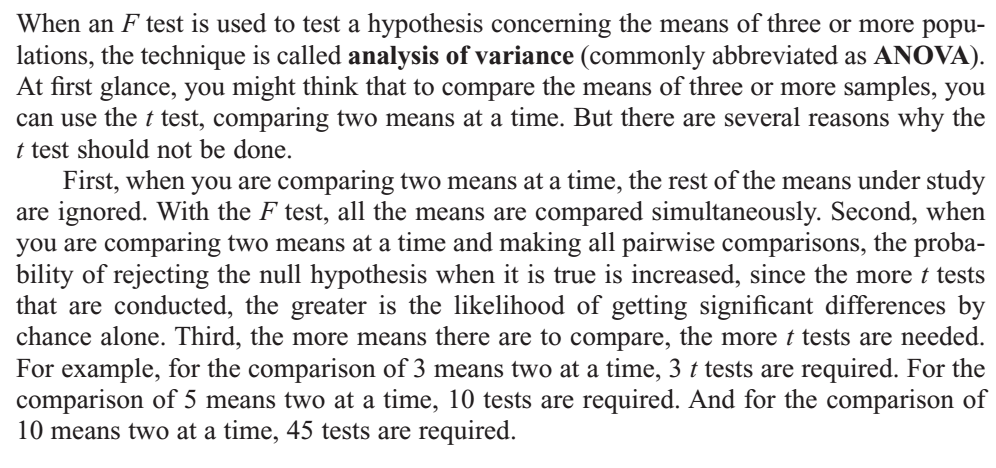 When an F test is used to test a hypothesis concerning the means of three or more popu-
lations, the technique is called analysis of variance (commonly abbreviated as ANOVA).
At first glance, you might think that to compare the means of three or more samples, you
can use the t test, comparing two means at a time. But there are several reasons why the
t test should not be done.
First, when you are comparing two means at a time, the rest of the means under study
are ignored. With the F test, all the means are compared simultaneously. Second, when
you are comparing two means at a time and making all pairwise comparisons, the proba-
bility of rejecting the null hypothesis when it is true is increased, since the more t tests
that are conducted, the greater is the likelihood of getting significant differences by
chance alone. Third, the more means there are to compare, the more t tests are needed.
For example, for the comparison of 3 means two at a time, 3 t tests are required. For the
comparison of 5 means two at a time, 10 tests are required. And for the comparison of
10 means two at a time, 45 tests are required.